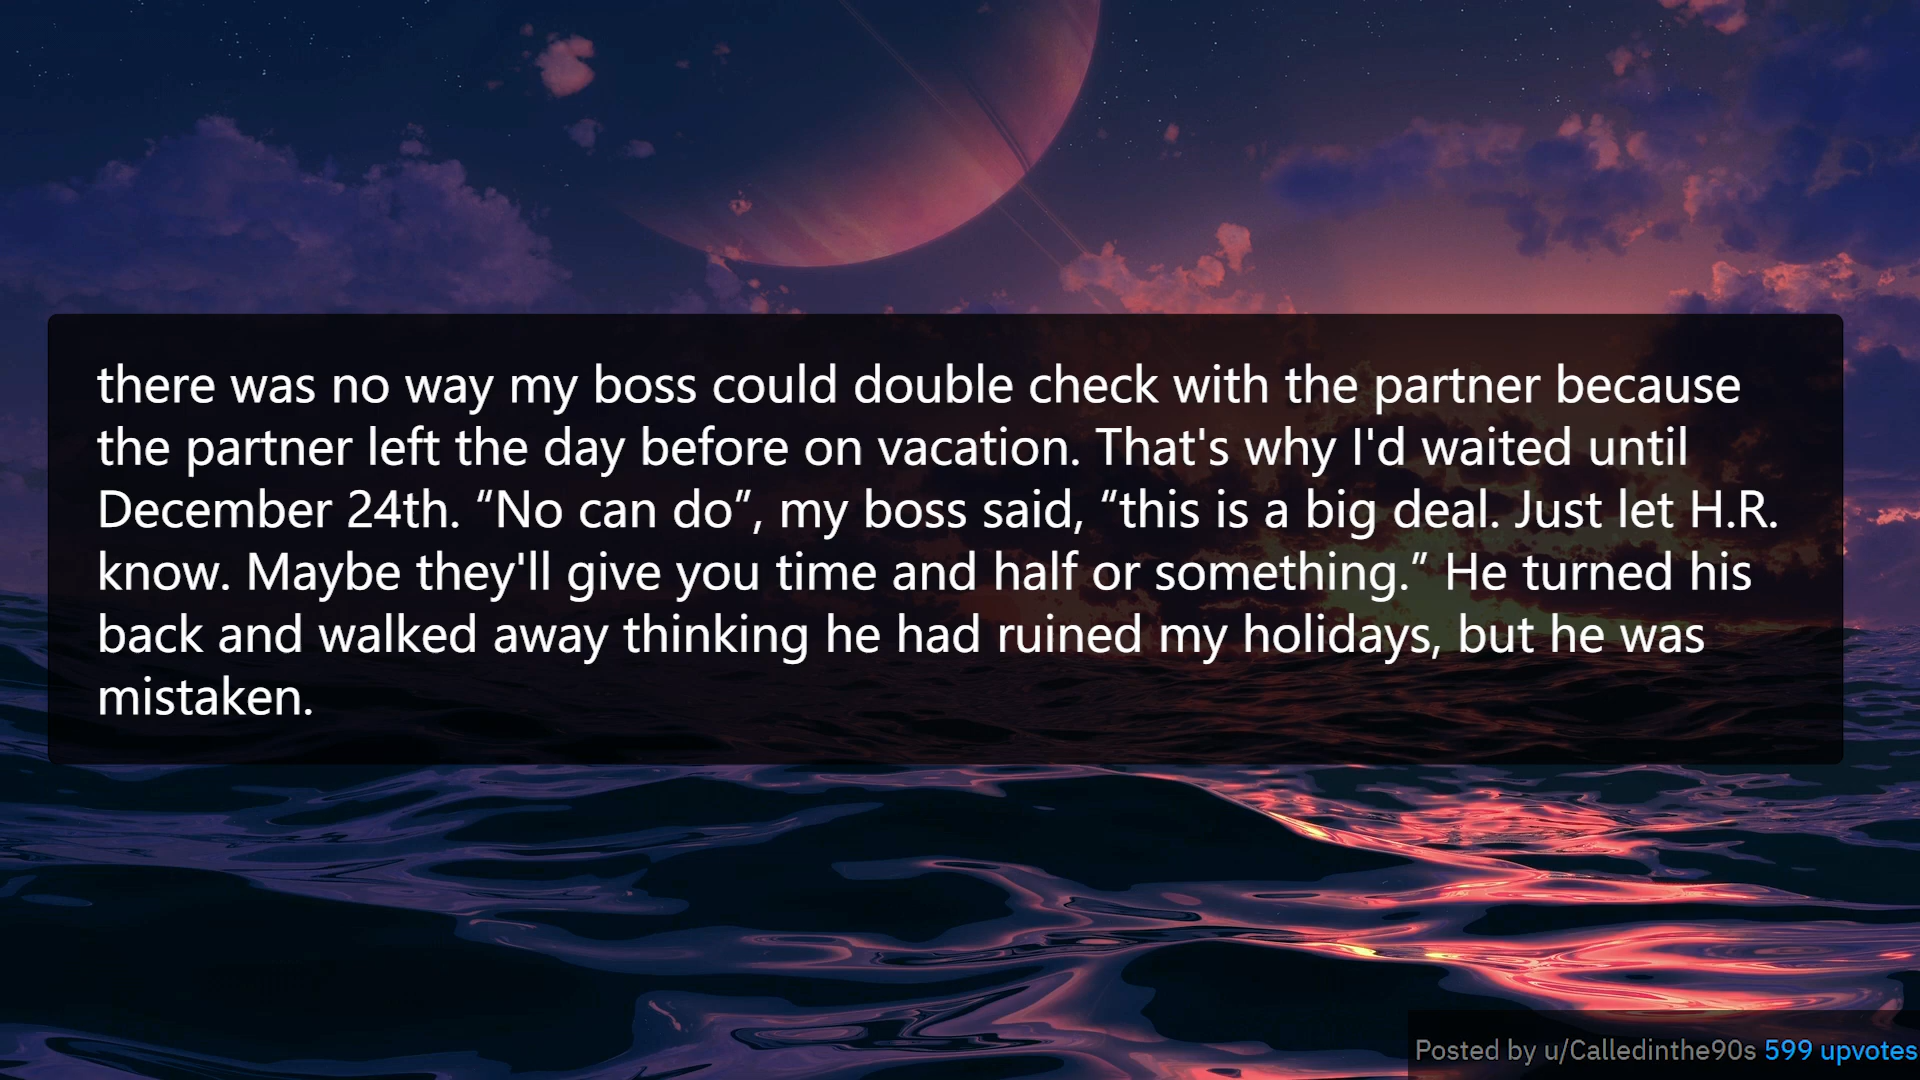 there was no way my boss could double check with the partner because
the partner left the day before on vacation. That's why I'd waited until
December 24th. “No can do”, my boss said, “this is a big deal. Just let H.R.
know. Maybe they'll give you time and half or something.” He turned his
back and walked away thinking he had ruined my holidays, but he was
mistaken.
Posted by u/Calledinthe90s 599 upvotes